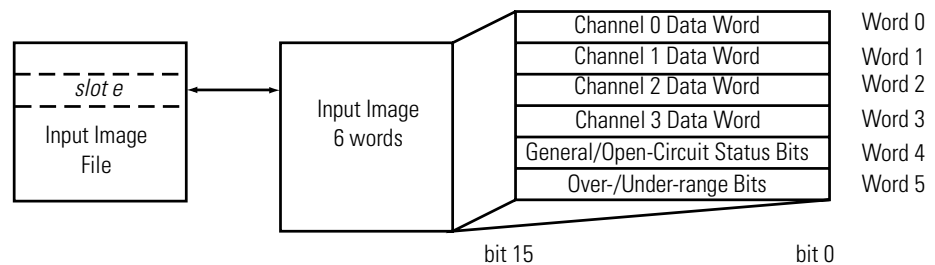 slot e
Input Image
File
Input Image
6 words
Channel 0 Data Word
Word 0
Channel 1 Data Word
Word 1
Channel 2 Data Word
Word 2
Channel 3 Data Word
Word 3
General/Open-Circuit Status Bits
Word 4
Over-/Under-range Bits
Word 5
bit 15
bit 0